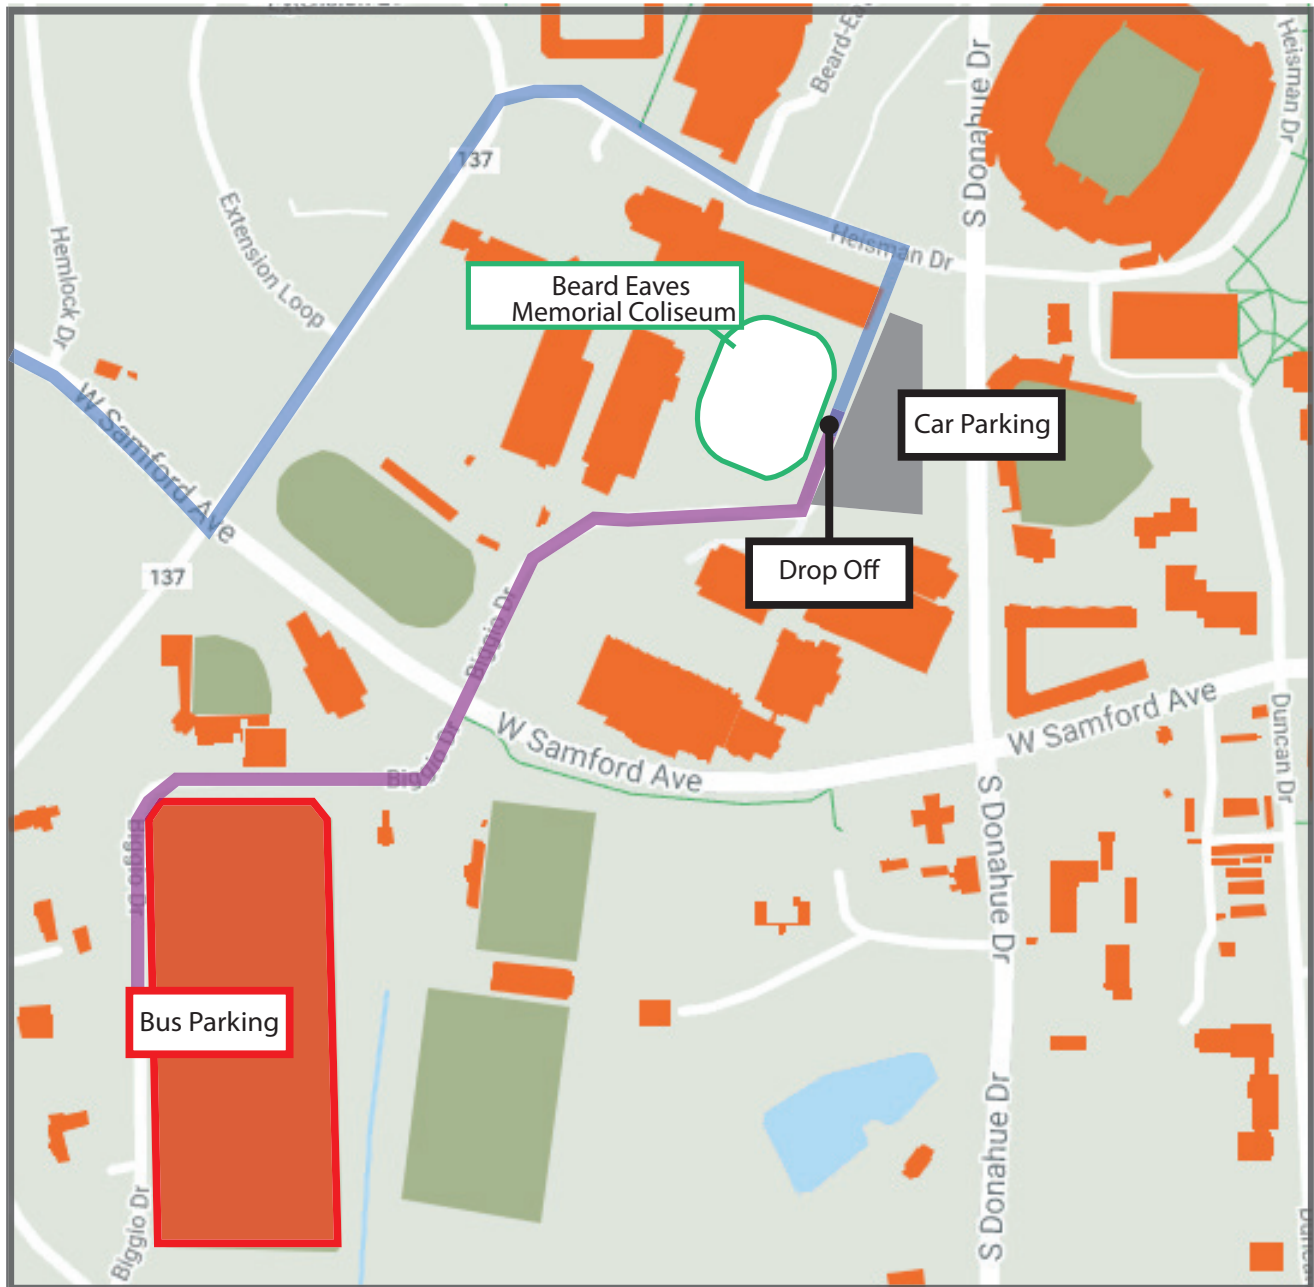 Beard-Ea
Heisman Dr
S Donahue Dr
137
Hemlock Dr
Extension Loop
Heisman Dr
Beard Eaves
Memorial Coliseum
W Samford Ave
Car Parking
137
Drop Off
Biggio Dr
W Samford Ave
W Samford Ave
Duncan Dr
Biggio Dr
Biggio Dr
S Donahue Dr
Bus Parking
S Donahue Dr
Biggio Dr